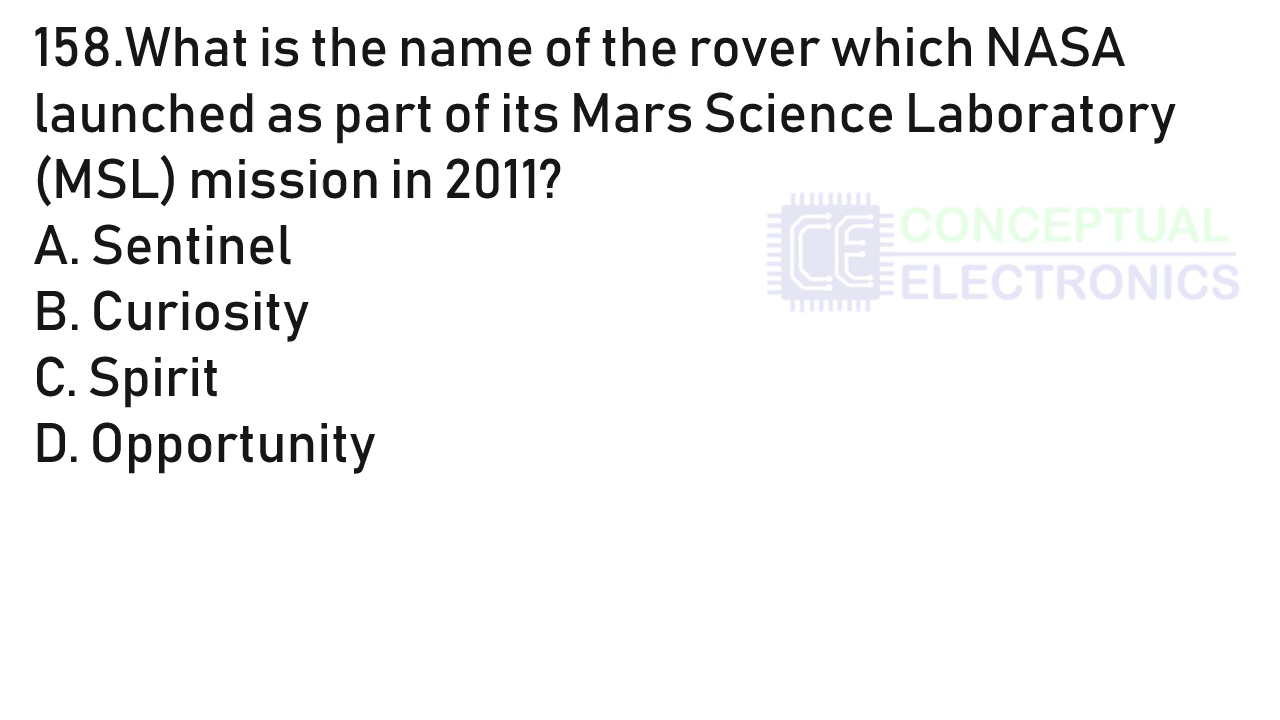 158.What is the name of the rover which NASA
launched as part of its Mars Science Laboratory
(MSL) mission in 2011?
A. Sentinel
B. Curiosity
C. Spirit
D. Opportunity
CE CONCEPTUAL
ELECTRONICS